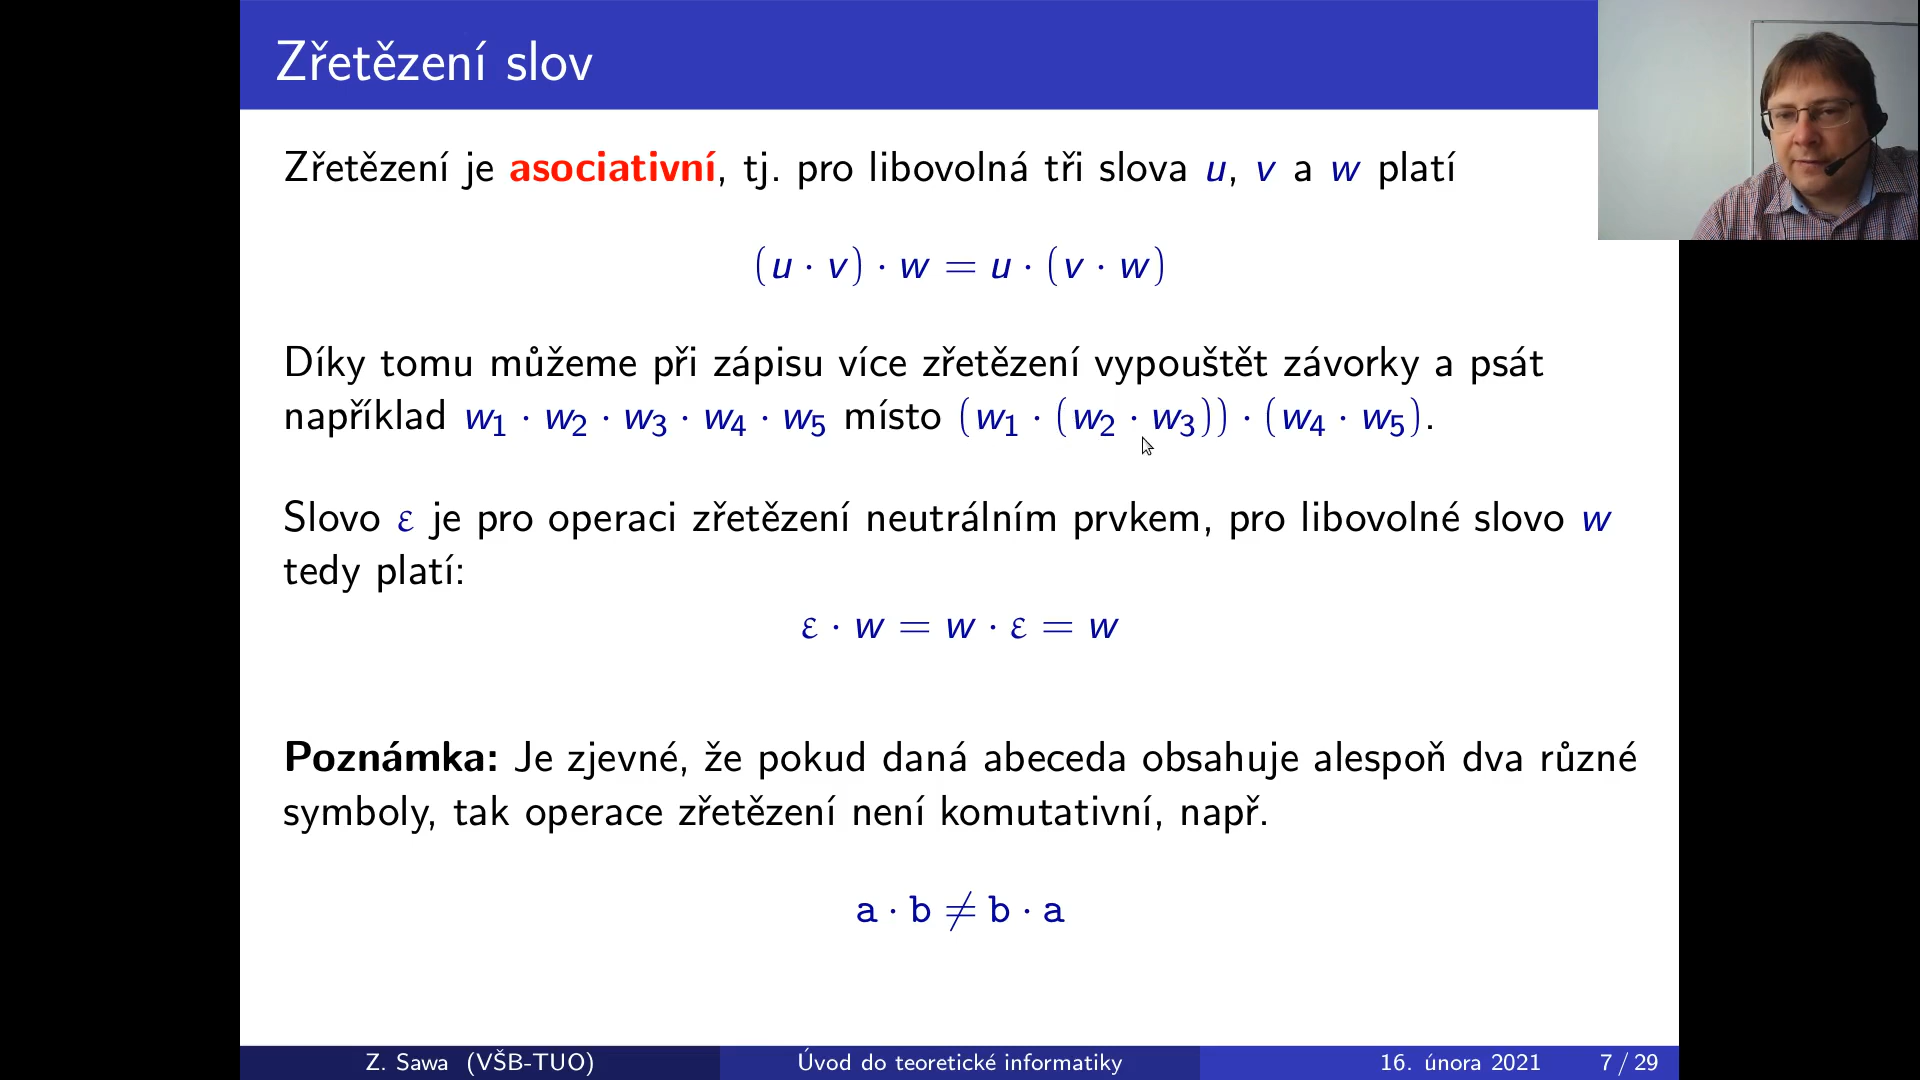 Zřetězení slov
Zřetězení je asociativní, tj. pro libovolná tři slova u, v a w platí
(u · v) · w = u · (v · w)
Díky tomu můžeme při zápisu více zřetězení vypouštět závorky a psát
například w₁ · w₂ · w₃ · w₄ · w₅ místo (w₁ · (w₂ · w₃)) · (w₄ · w₅).
Slovo ε je pro operaci zřetězení neutrálním prvkem, pro libovolné slovo w
tedy platí:
ε · w = w · ε = w
Poznámka: Je zjevné, že pokud daná abeceda obsahuje alespoň dva různé
symboly, tak operace zřetězení není komutativní, např.
a · b ≠ b · a
Z. Sawa (VŠB-TUO) Úvod do teoretické informatiky 16. února 2021 7 / 29